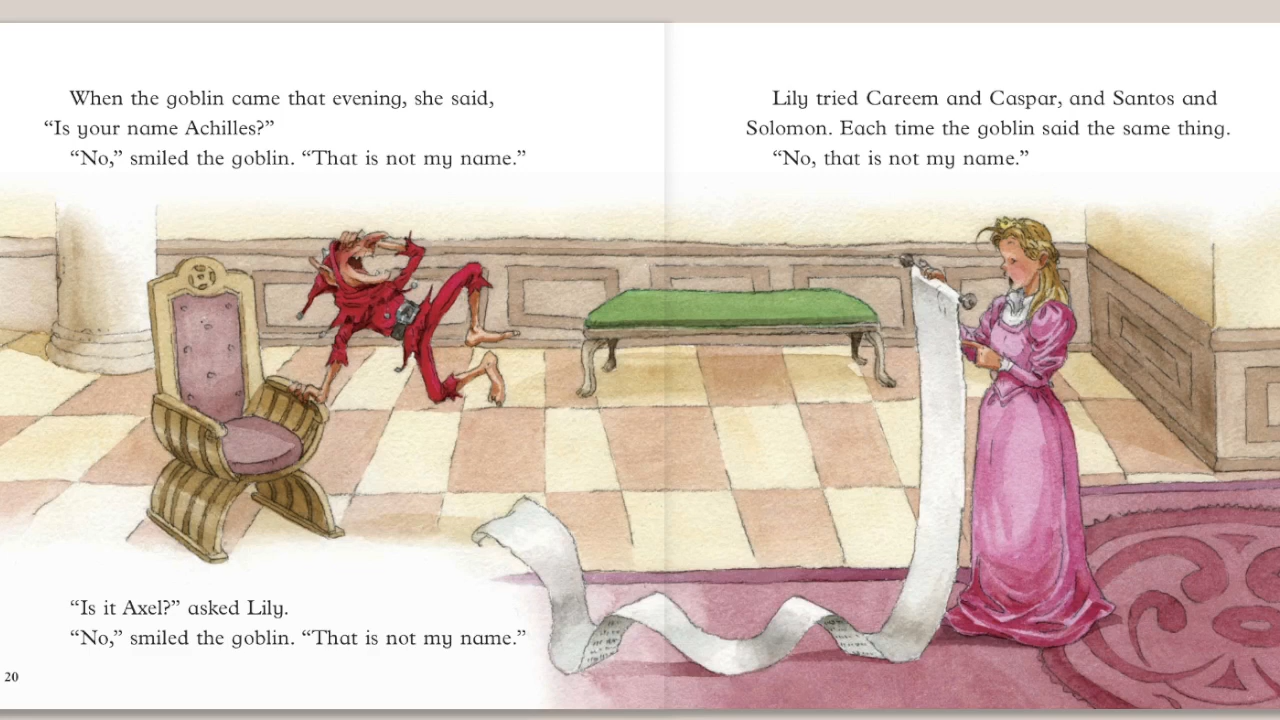 When the goblin came that evening, she said,
“Is your name Achilles?”
“No,” smiled the goblin. “That is not my name.”
“Is it Axel?” asked Lily.
“No,” smiled the goblin. “That is not my name.”
20
Lily tried Careem and Caspar, and Santos and
Solomon. Each time the goblin said the same thing.
“No, that is not my name.”